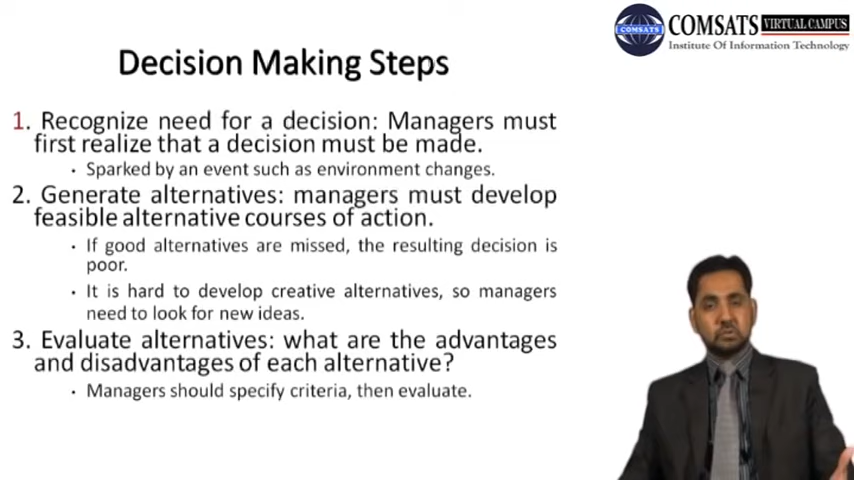 COMSATS
COMSATS VIRTUAL CAMPUS
Institute Of Information Technology
Decision Making Steps
1. Recognize need for a decision: Managers must
first realize that a decision must be made.
• Sparked by an event such as environment changes.
2. Generate alternatives: managers must develop
feasible alternative courses of action.
• If good alternatives are missed, the resulting decision is
poor.
• It is hard to develop creative alternatives, so managers
need to look for new ideas.
3. Evaluate alternatives: what are the advantages
and disadvantages of each alternative?
• Managers should specify criteria, then evaluate.